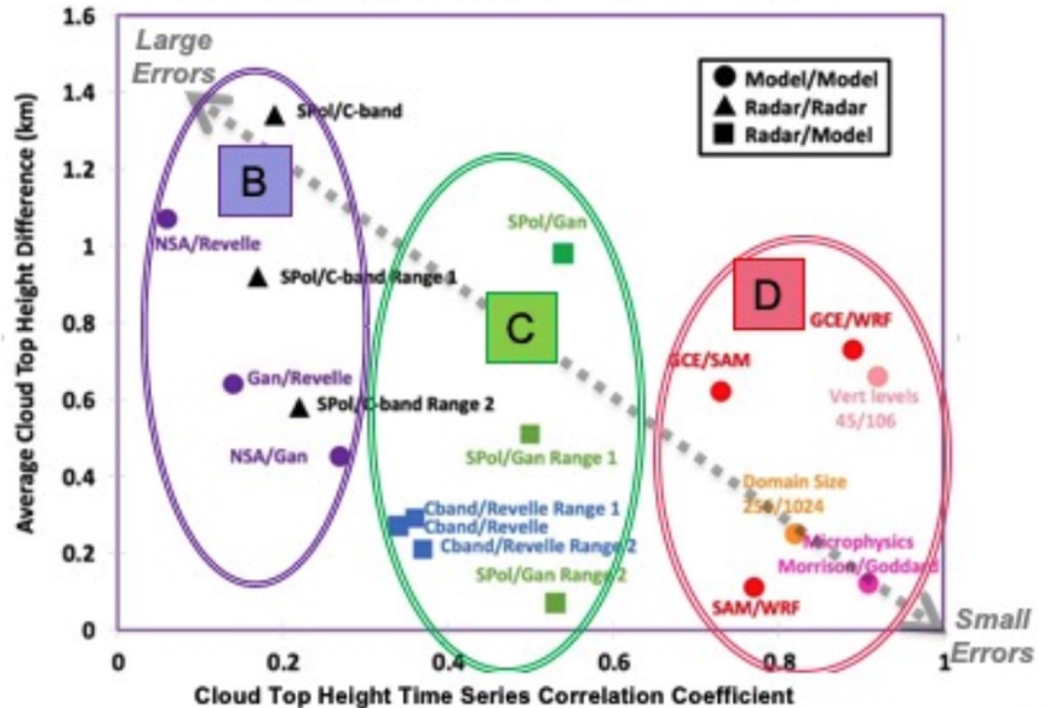 1.6
Large
Errors
1.4
SPol/C-band
Model/Model
Radar/Radar
Radar/Model
1.2
B
SPol/Gan
1
NSA/Revelle
SPol/C-band Range 1
D
0.8
C
GCE/WRF
GCE/SAM
Gan/Revelle
0.6
SPol/C-band Range 2
Vert levels
45/106
NSA/Gan
SPol/Gan Range 1
0.4
Domain Size
256/1024
Cband/Revelle Range 1
Cband/Revelle
Cband/Revelle Range 2
Microphysics
Morrison/Goddard
0.2
SPol/Gan Range 2
SAM/WRF
0
Small
Errors
0 0.2 0.4 0.6 0.8 1
Average Cloud Top Height Difference (km)
Cloud Top Height Time Series Correlation Coefficient